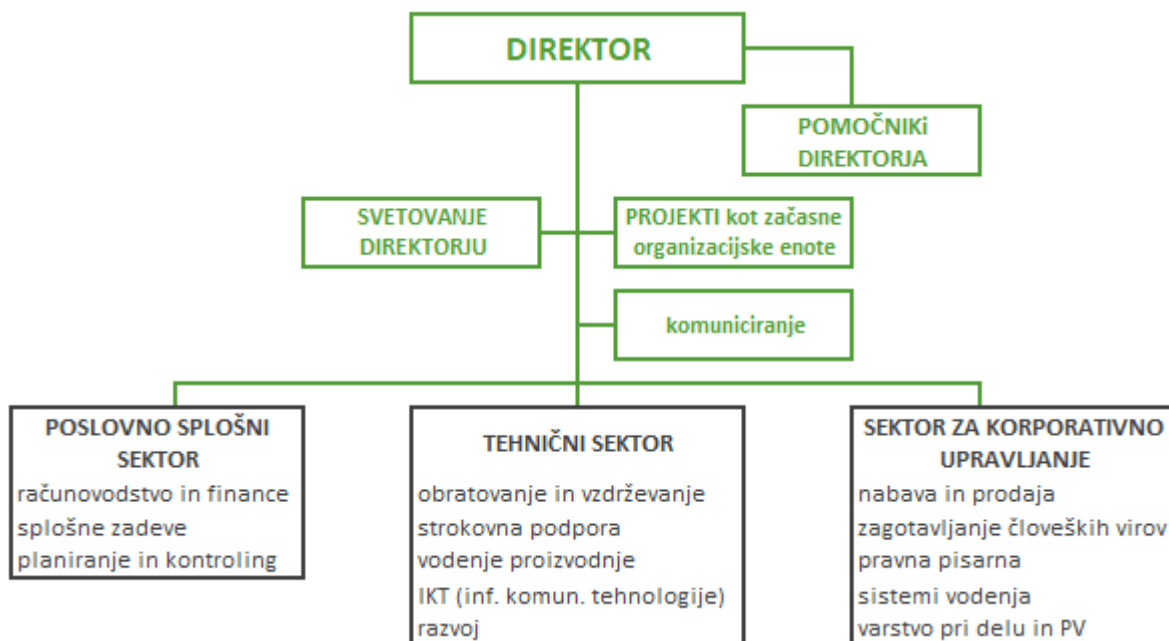 DIREKTOR
POMOČNIKi
DIREKTORJA
SVETOVANJE
DIREKTORJU
PROJEKTI kot začasne
organizacijske enote
komuniciranje
POSLOVNO SPLOŠNI
SEKTOR
računovodstvo in finance
splošne zadeve
planiranje in kontroling
TEHNIČNI SEKTOR
obratovanje in vzdrževanje
strokovna podpora
vodenje proizvodnje
IKT (inf. komun. tehnologije)
razvoj
SEKTOR ZA KORPORATIVNO
UPRAVLJANJE
nabava in prodaja
zagotavljanje človeških virov
pravna pisarna
sistemi vodenja
varstvo pri delu in PV